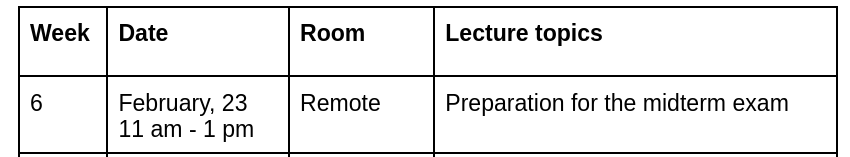 Week Date Room Lecture topics
6 February, 23 Remote Preparation for the midterm exam
11 am - 1 pm